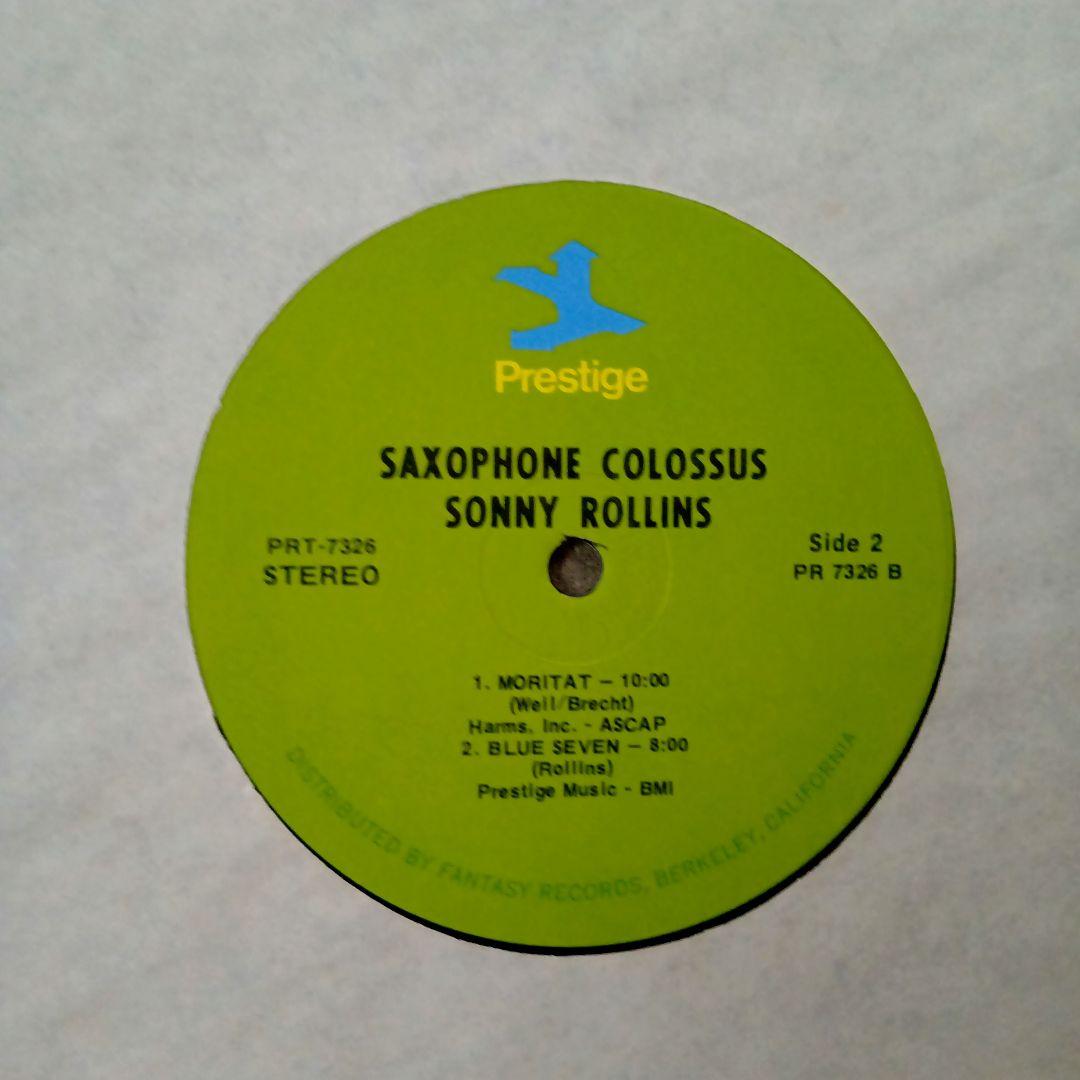 Prestige
SAXOPHONE COLOSSUS
SONNY ROLLINS
PRT-7326
STEREO
Side 2
PR 7326 B
1. MORITAT – 10:00
(Weil/Brecht)
Harms, Inc. - ASCAP
2. BLUE SEVEN – 8:00
(Rollins)
Prestige Music - BMI
DISTRIBUTED BY FANTASY RECORDS, BERKELEY, CALIFORNIA